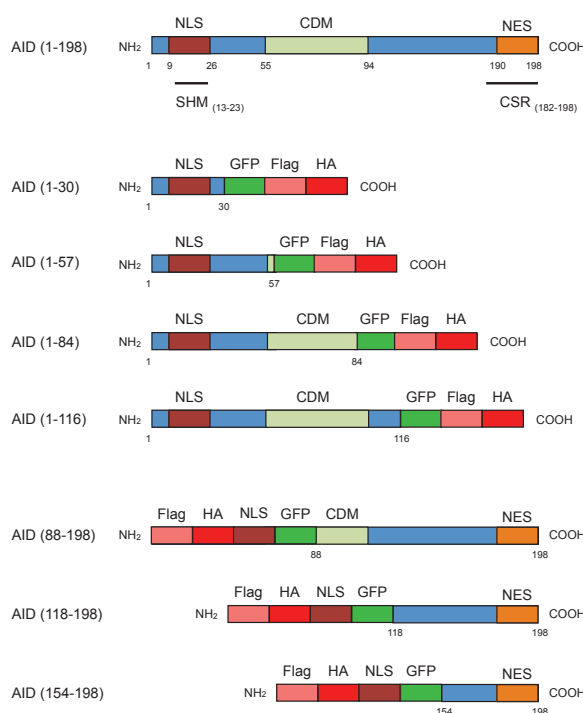 NLS CDM NES
AID (1-198) NH2 COOH
1 9 26 55 94 190 198
SHM (13-23) CSR (182-198)
NLS GFP Flag HA
AID (1-30) NH2 COOH
1 30
NLS GFP Flag HA
AID (1-57) NH2 COOH
1 57
NLS CDM GFP Flag HA
AID (1-84) NH2 COOH
1 84
NLS CDM GFP Flag HA
AID (1-116) NH2 COOH
1 116
Flag HA NLS GFP CDM NES
AID (88-198) NH2 COOH
88 198
Flag HA NLS GFP NES
AID (118-198) NH2 COOH
118 198
Flag HA NLS GFP NES
AID (154-198) NH2 COOH
154 198